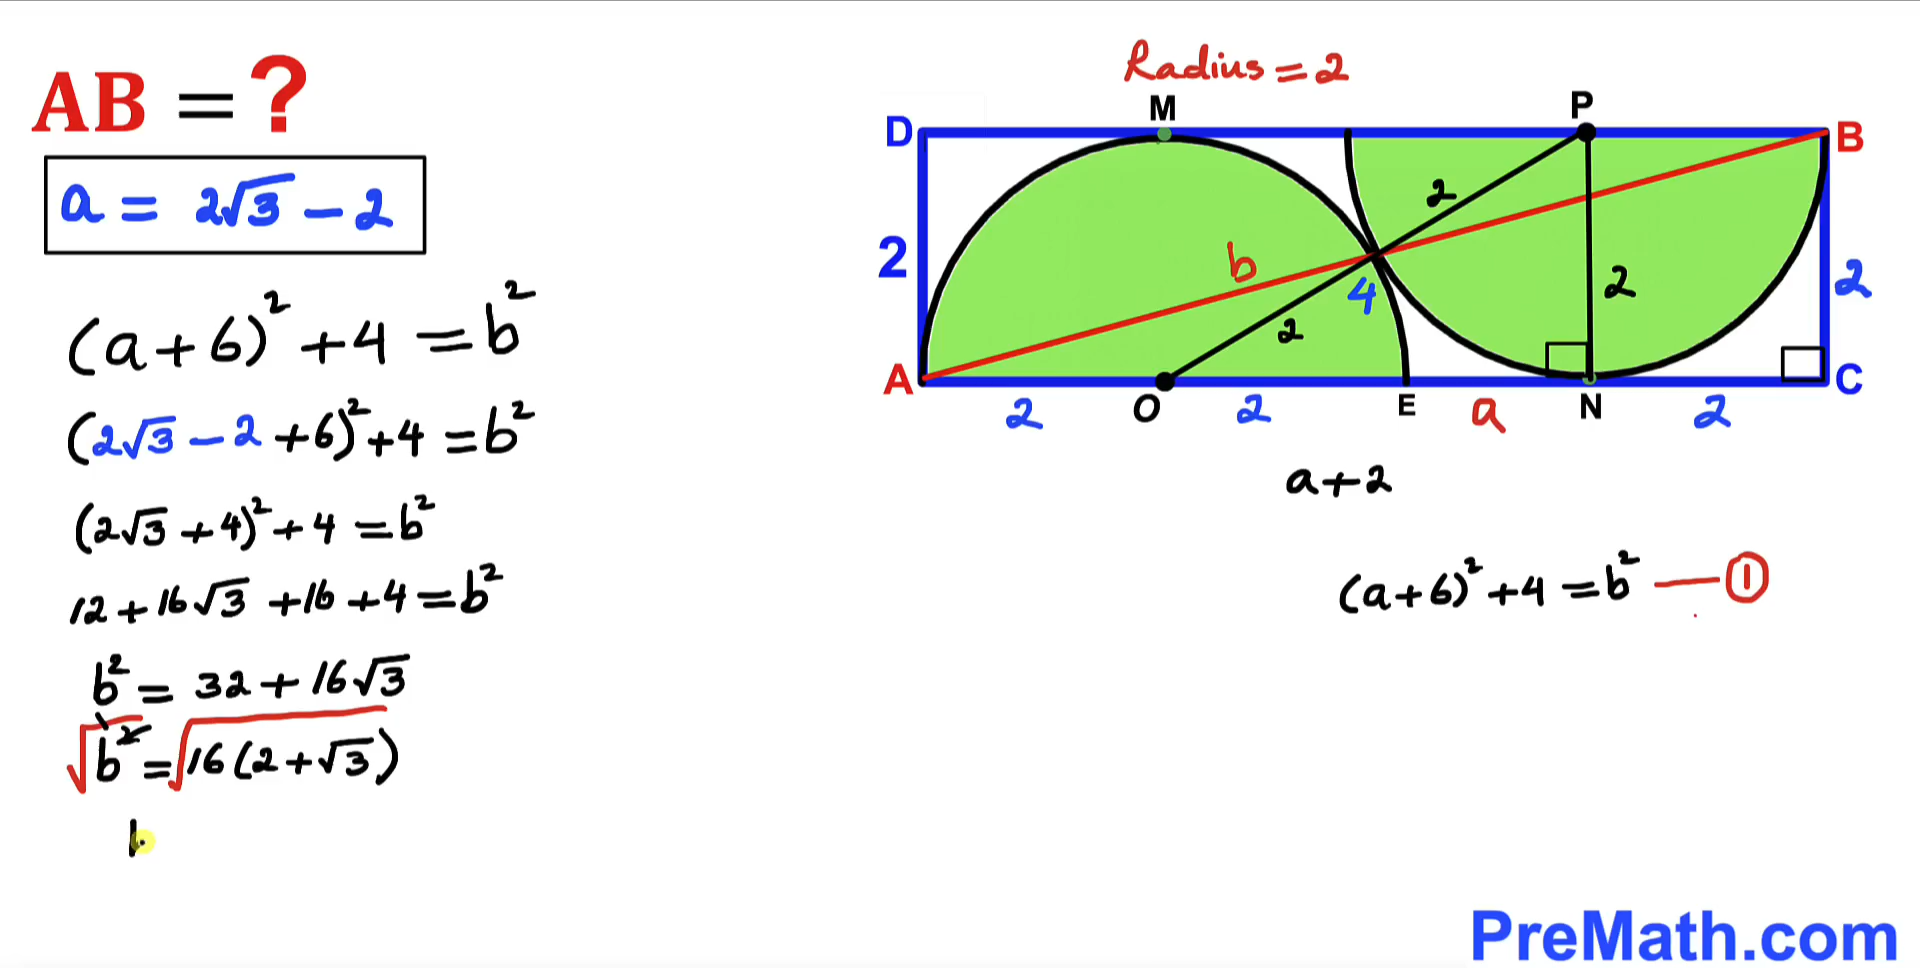 AB = ?
a = 2√3 − 2
(a+6)² + 4 = b²
(2√3 − 2 + 6)² + 4 = b²
(2√3 + 4)² + 4 = b²
12 + 16√3 + 16 + 4 = b²
b² = 32 + 16√3
√b² = √16(2+√3)
b
Radius = 2
M P
D B
2
2 b 2 2
4 2
A C
2 O 2 E a N 2
a+2
(a+6)² + 4 = b² — ①
PreMath.com